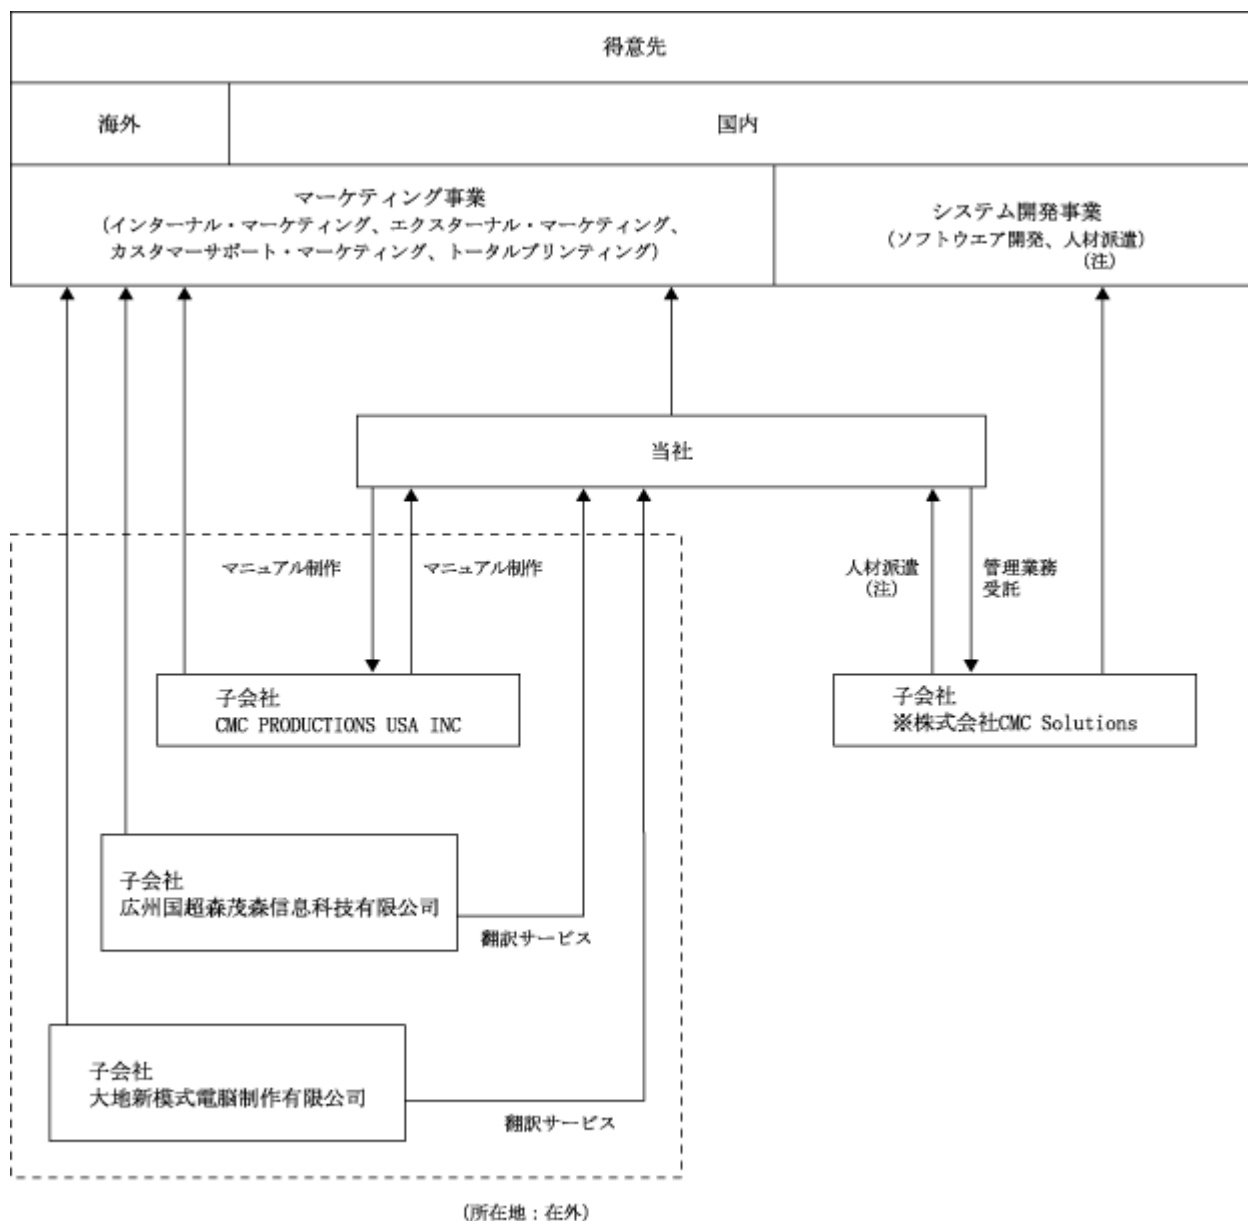 得意先
海外
国内
マーケティング事業
(インターナル・マーケティング、エクスターナル・マーケティング、
カスタマーサポート・マーケティング、トータルプリンティング)
システム開発事業
(ソフトウエア開発、人材派遣)
(注)
当社
マニュアル制作
マニュアル制作
人材派遣
(注)
管理業務
受託
子会社
CMC PRODUCTIONS USA INC
子会社
※株式会社CMC Solutions
子会社
広州国超森茂森信息科技有限公司
翻訳サービス
子会社
大地新模式電脳制作有限公司
翻訳サービス
(所在地：在外)